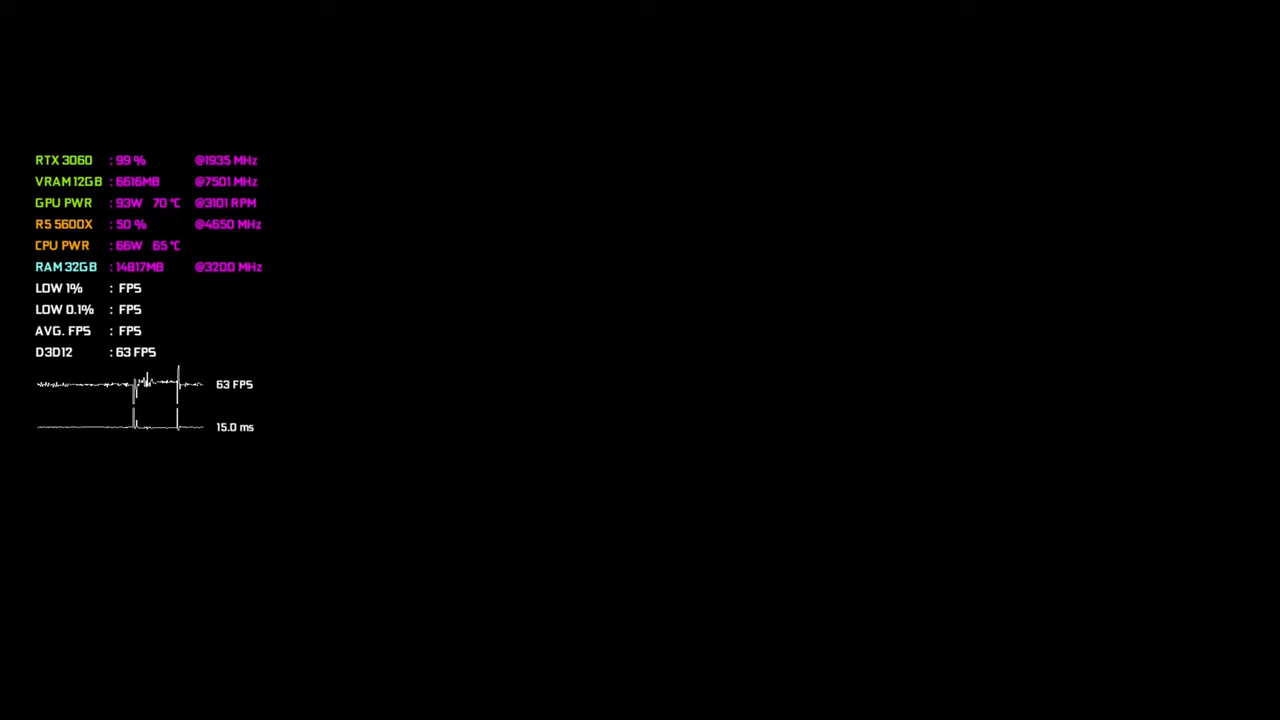 RTX 3060 : 99 % @1935 MHz
VRAM 12GB : 6616MB @7501 MHz
GPU PWR : 93W 70 °C @3101 RPM
R5 5600X : 50 % @4650 MHz
CPU PWR : 66W 65 °C
RAM 32GB : 14817MB @3200 MHz
LOW 1% : FPS
LOW 0.1% : FPS
AVG. FPS : FPS
D3D12 : 63 FPS
63 FPS
15.0 ms